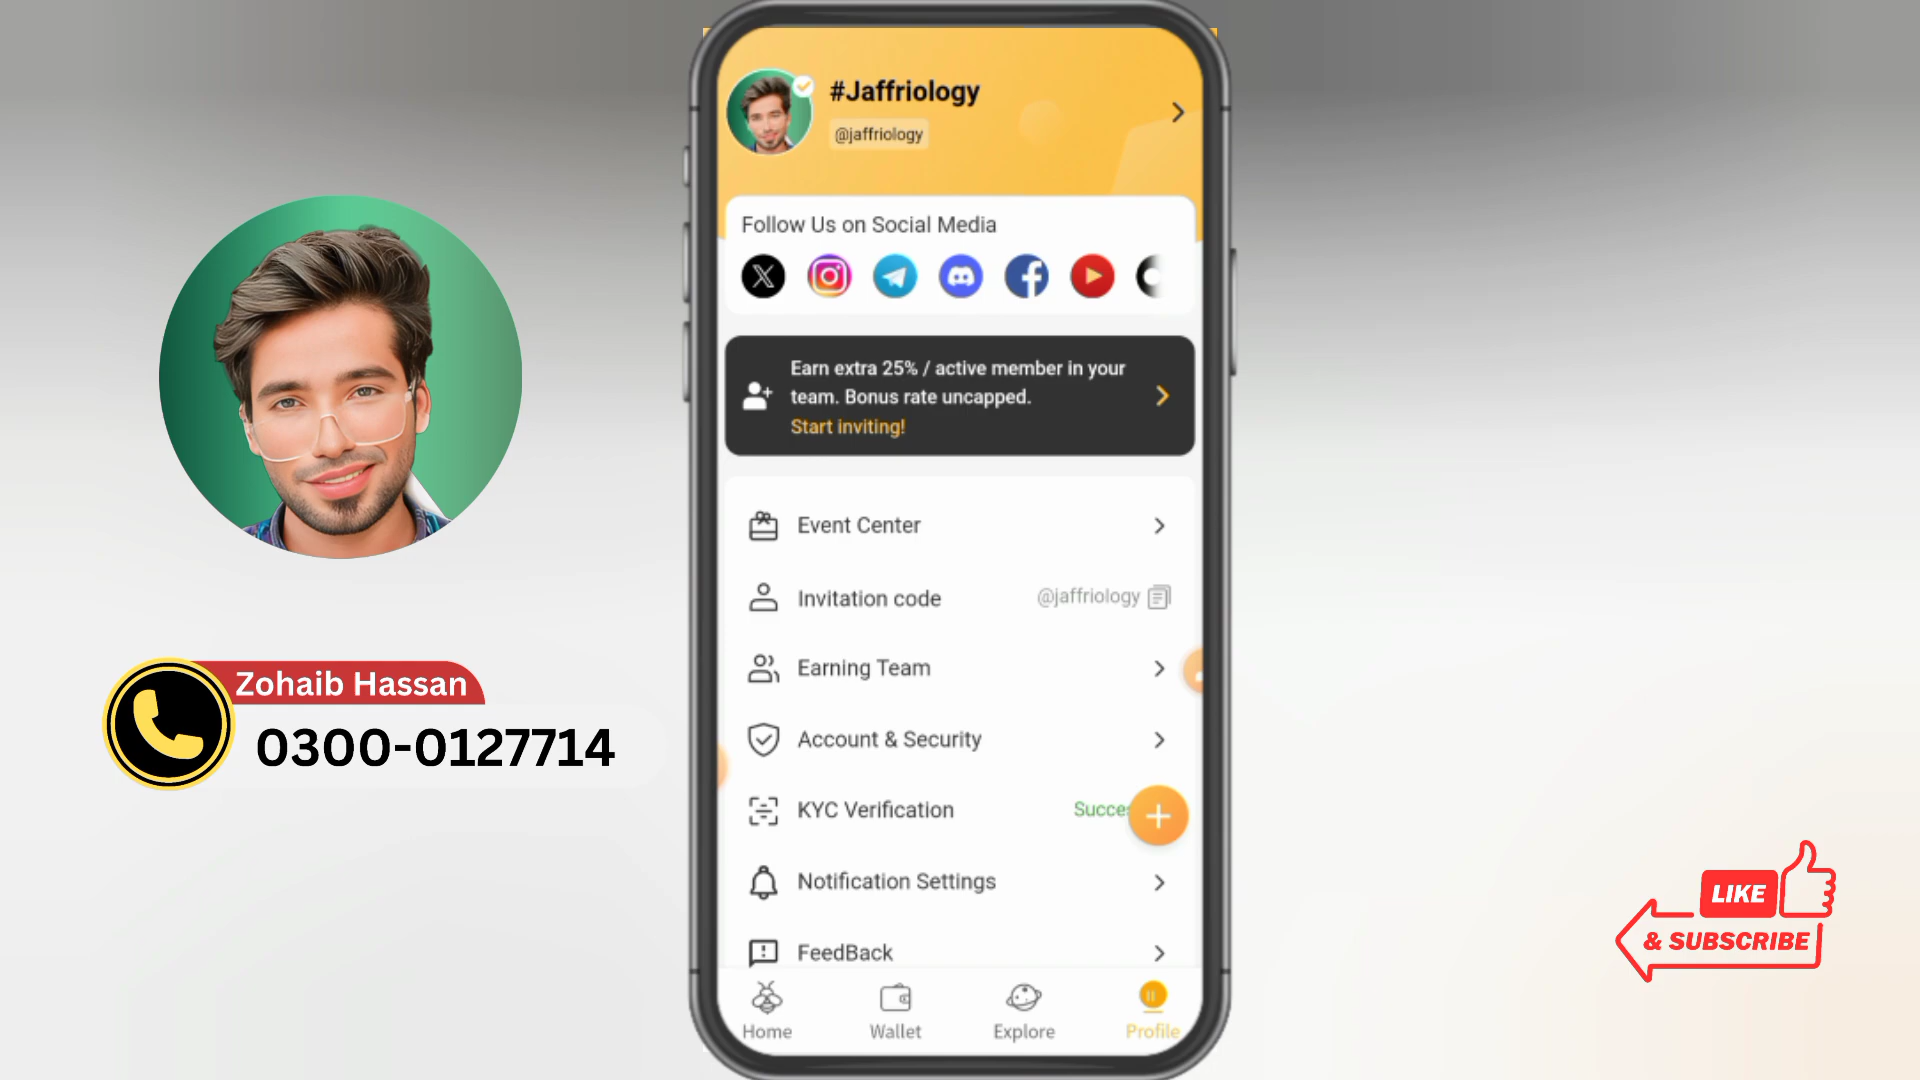 #Jaffriology
@jaffriology
Follow Us on Social Media
Earn extra 25% / active member in your
team. Bonus rate uncapped.
Start inviting!
Event Center
Invitation code
@jaffriology
Earning Team
Account & Security
KYC Verification
Succe
Notification Settings
FeedBack
Home
Wallet
Explore
Profile
Zohaib Hassan
0300-0127714
LIKE
& SUBSCRIBE